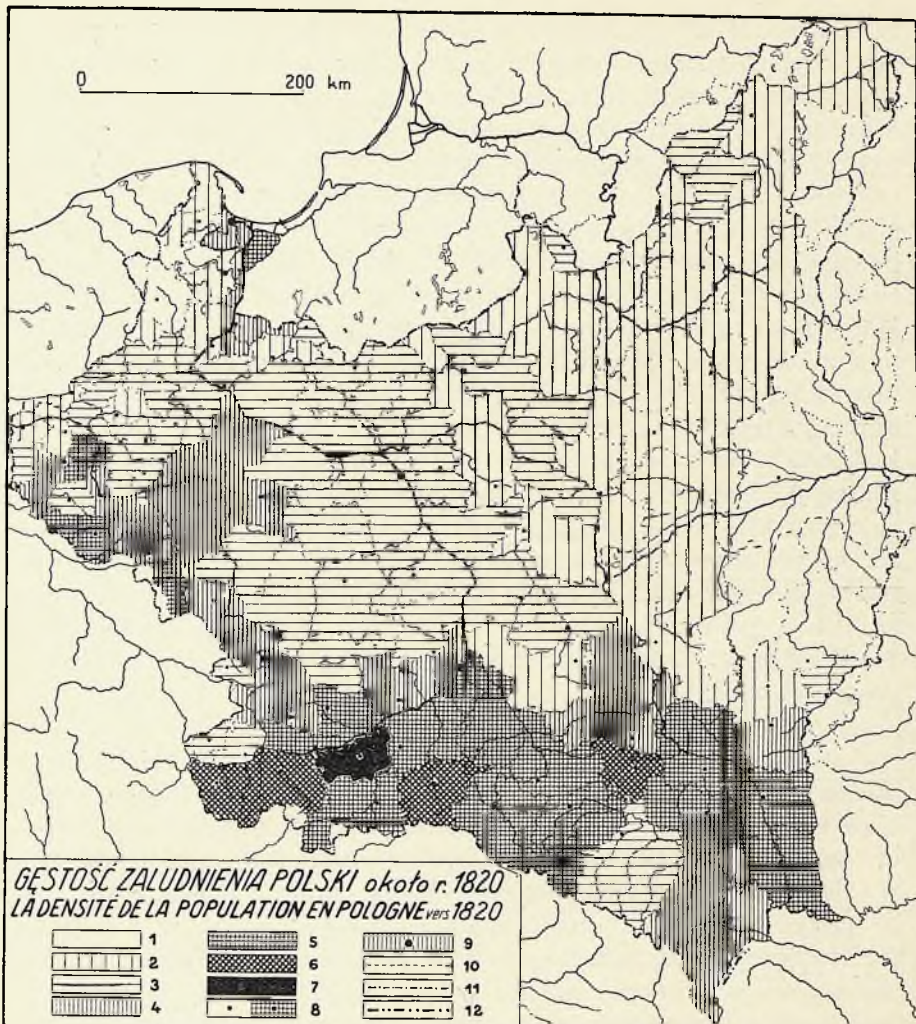 0 200 km
GĘSTOŚĆ ZALUDNIENIA POLSKI około r. 1820
LA DENSITÉ DE LA POPULATION EN POLOGNE vers 1820
1 5 9
2 6 10
3 7 11
4 8 12